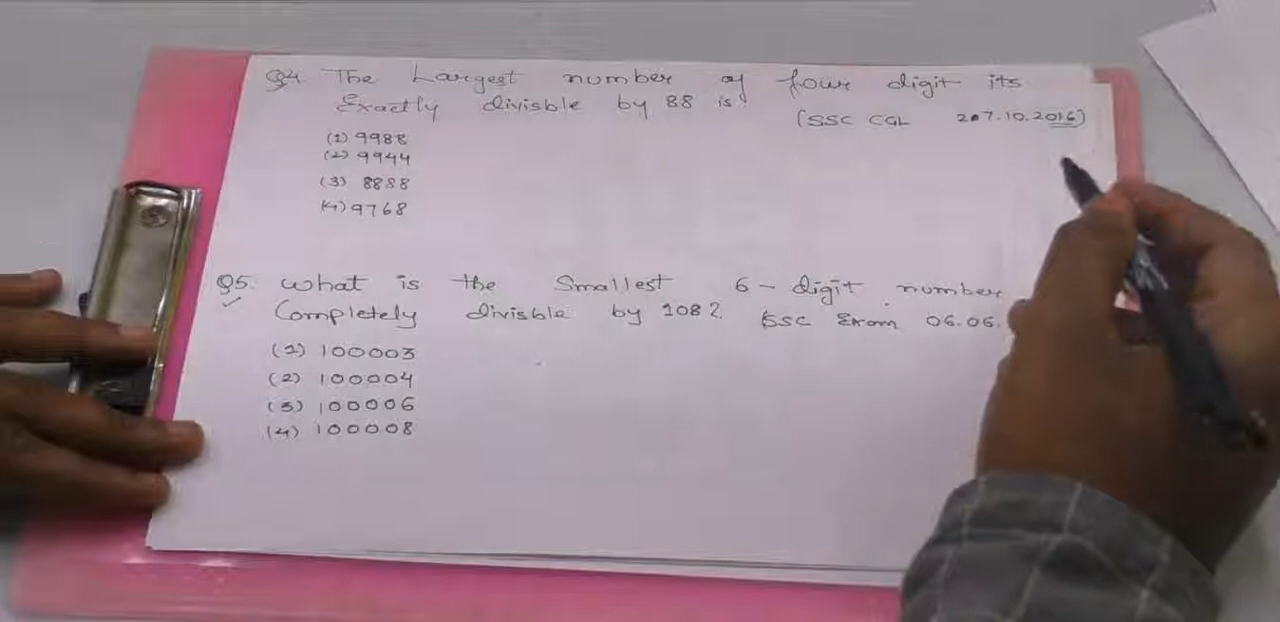 Q4 The Largest number of four digit its
Exactly divisble by 88 is?
(SSC CGL 27.10.2016)
(1) 9988
(2) 9944
(3) 8888
(4) 9768
Q5. What is the Smallest 6-digit number
Completely divisble by 108?
SSC Exam 06.06.
(1) 100003
(2) 100004
(3) 100006
(4) 100008